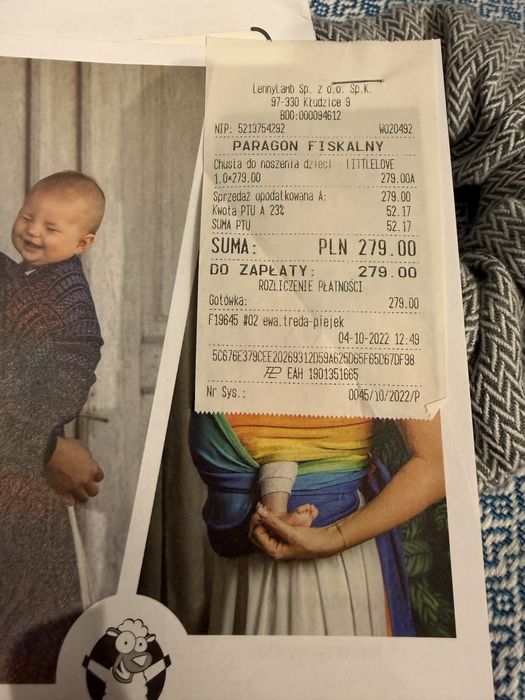 LennyLamb Sp. z o.o. Sp.k.
97-330 Kłudzice 9
BDO:000094612
NIP: 5213754292 W020492
PARAGON FISKALNY
Chusta do noszenia dzieci LITTLELOVE
1.0×279.00 279.00A
Sprzedaż opodatkowana A: 279.00
Kwota PTU A 23% 52.17
SUMA PTU 52.17
SUMA: PLN 279.00
DO ZAPŁATY: 279.00
ROZLICZENIE PŁATNOŚCI
Gotówka: 279.00
F19645 #02 ewa.treda-piejek
04-10-2022 12:49
5C676E379CEE20269312D59A625D65F65D67DF98
EAH 1901351665
Nr Sys.: 0045/10/2022/P